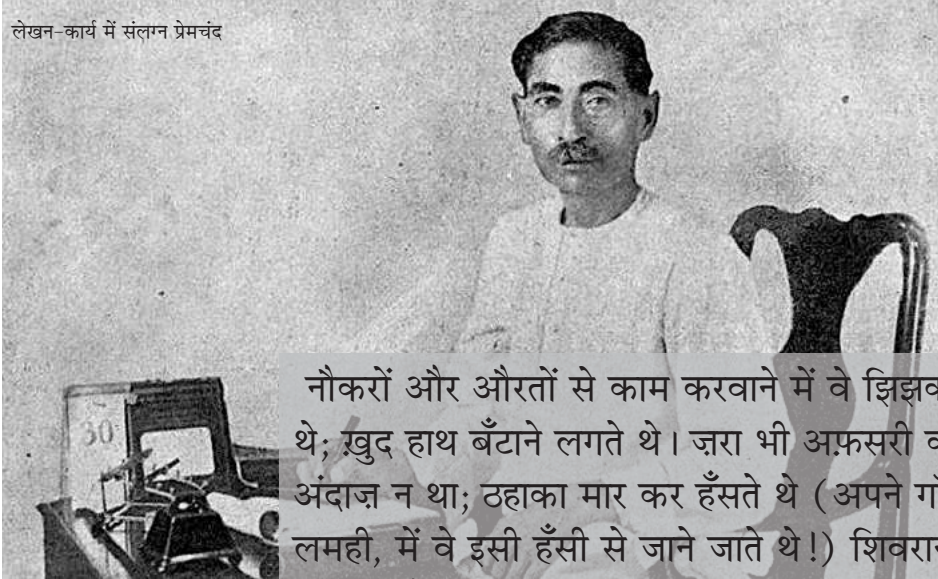 लेखन-कार्य में संलग्न प्रेमचंद
30
नौकरों और औरतों से काम करवाने में वे
थे; ख़ुद हाथ बँटाने लगते थे। ज़रा भी अफ़सरी
अंदाज़ न था; ठहाका मार कर हँसते थे (अपने
लमही, में वे इसी हँसी से जाने जाते थे!)